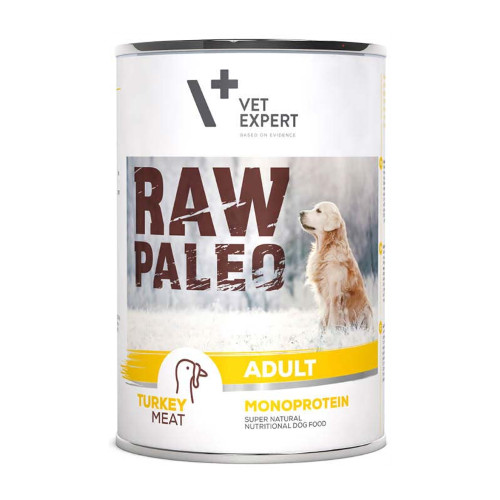 VET
EXPERT
BASED ON EVIDENCE
RAW
PALEO
ADULT
TURKEY
MEAT
MONOPROTEIN
SUPER NATURAL
NUTRITIONAL DOG FOOD